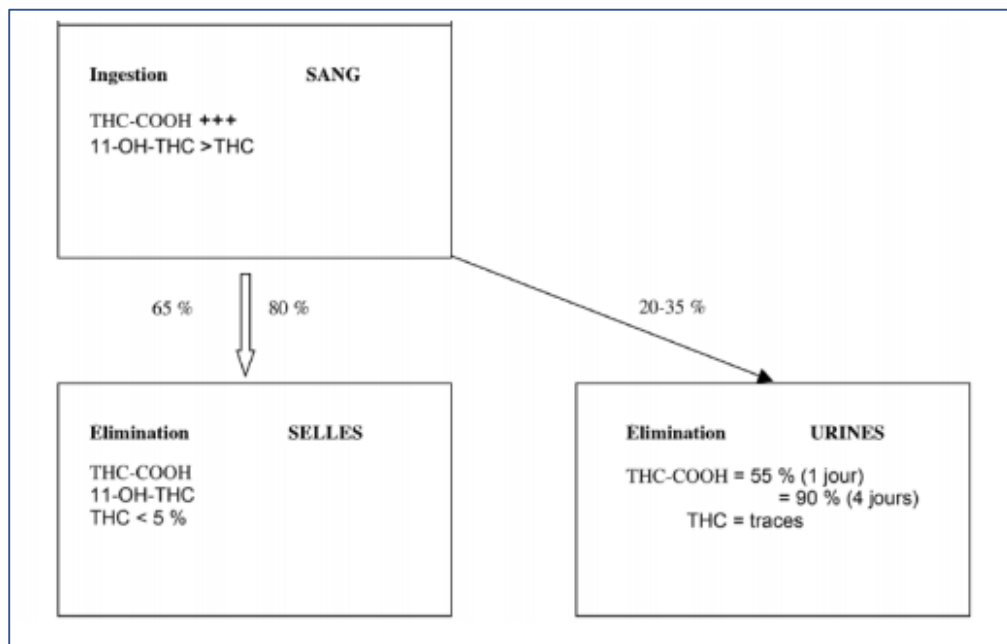 Ingestion SANG
THC-COOH +++
11-OH-THC >THC
65 % 80 % 20-35 %
Elimination SELLES
THC-COOH
11-OH-THC
THC < 5 %
Elimination URINES
THC-COOH = 55 % (1 jour)
= 90 % (4 jours)
THC = traces